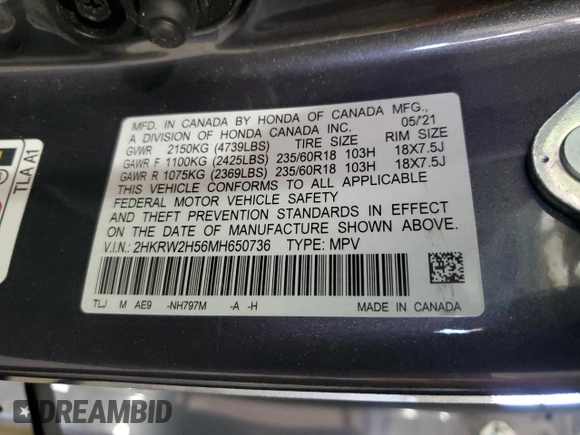 MFD. IN CANADA BY HONDA OF CANADA MFG.,
A DIVISION OF HONDA CANADA INC. 05/'21
GVWR 2150KG (4739LBS) TIRE SIZE RIM SIZE
GAWR F 1100KG (2425LBS) 235/60R18 103H 18X7.5J
GAWR R 1075KG (2369LBS) 235/60R18 103H 18X7.5J
THIS VEHICLE CONFORMS TO ALL APPLICABLE
FEDERAL MOTOR VEHICLE SAFETY
AND THEFT PREVENTION STANDARDS IN EFFECT
ON THE DATE OF MANUFACTURE SHOWN ABOVE.
V.I.N.: 2HKRW2H56MH650736 TYPE: MPV
TLJ M AE9 -NH797M -A -H MADE IN CANADA
TLA A1
DREAMBID